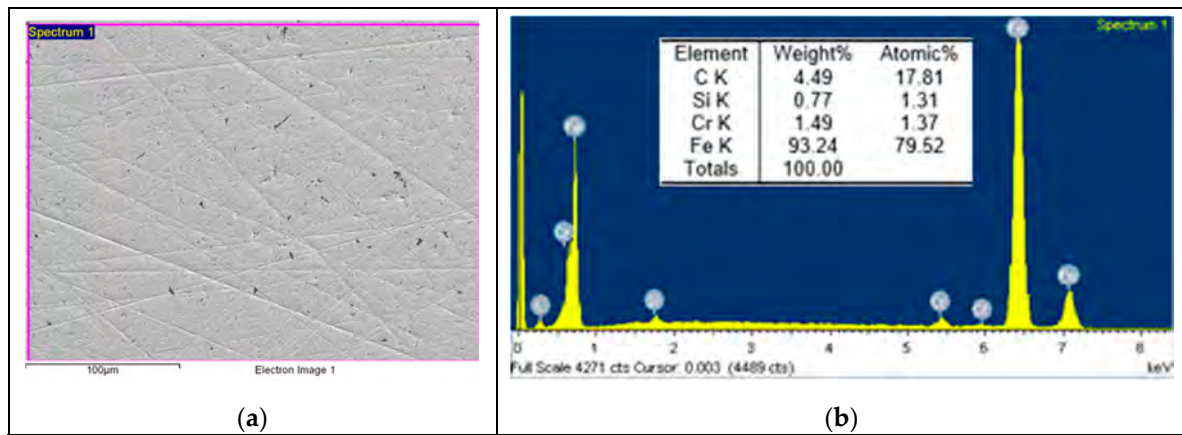 Spectrum 1
100µm Electron Image 1
(a)
Spectrum 1
Element Weight% Atomic%
C K 4.49 17.81
Si K 0.77 1.31
Cr K 1.49 1.37
Fe K 93.24 79.52
Totals 100.00
0 1 2 3 4 5 6 7 8
Full Scale 4271 cts Cursor: 0.003 (4489 cts) keV
(b)